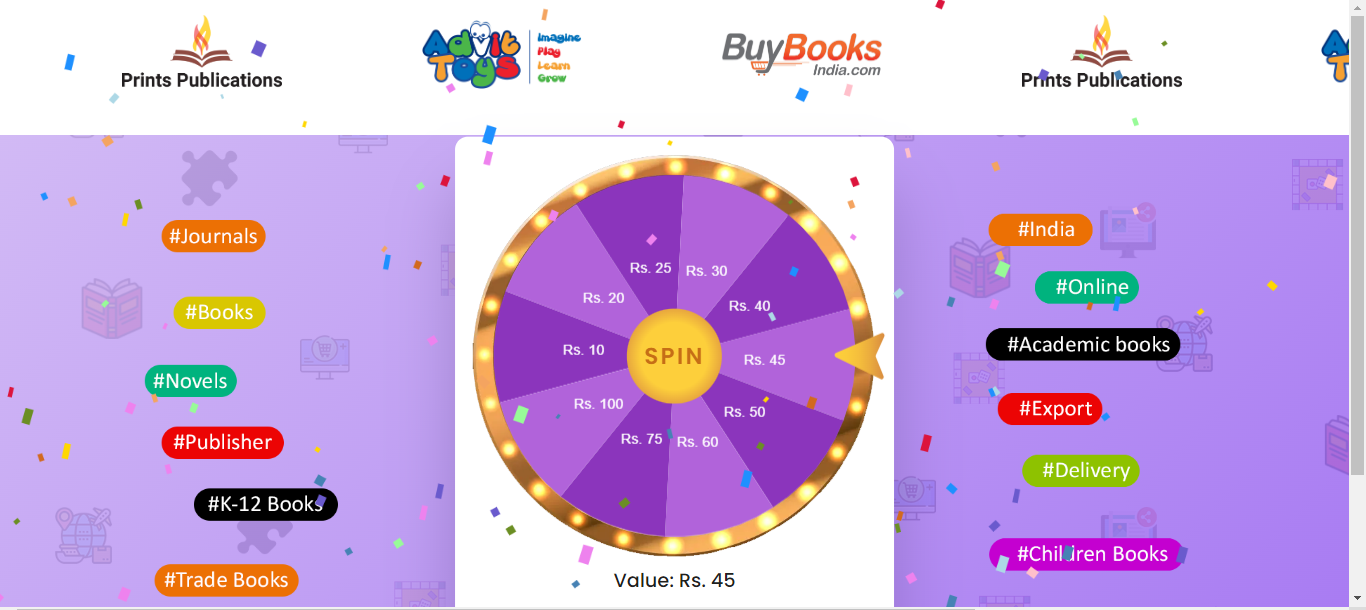 Prints Publications
Advit Toys
Imagine
Play
Learn
Grow
BuyBooks
India.com
Prints Publications
#Journals
#Books
#Novels
#Publisher
#K-12 Books
#Trade Books
Rs. 25
Rs. 30
Rs. 20
Rs. 40
Rs. 10
SPIN
Rs. 45
Rs. 100
Rs. 50
Rs. 75
Rs. 60
Value: Rs. 45
#India
#Online
#Academic books
#Export
#Delivery
#Children Books